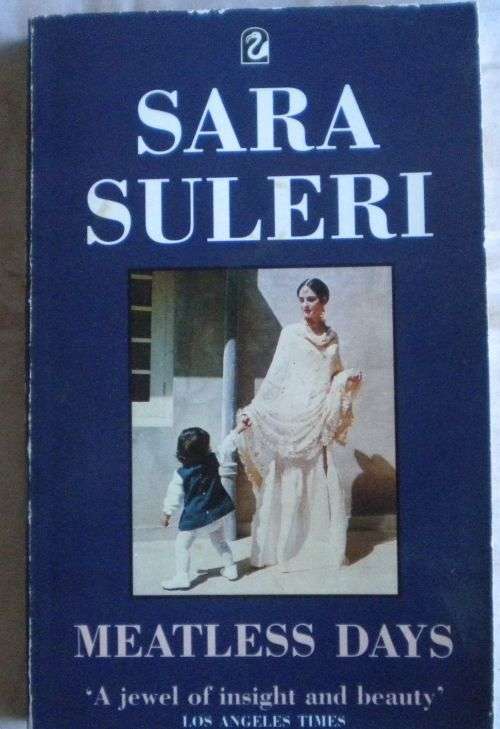 SARA
SULERI
MEATLESS DAYS
‘A jewel of insight and beauty’
LOS ANGELES TIMES